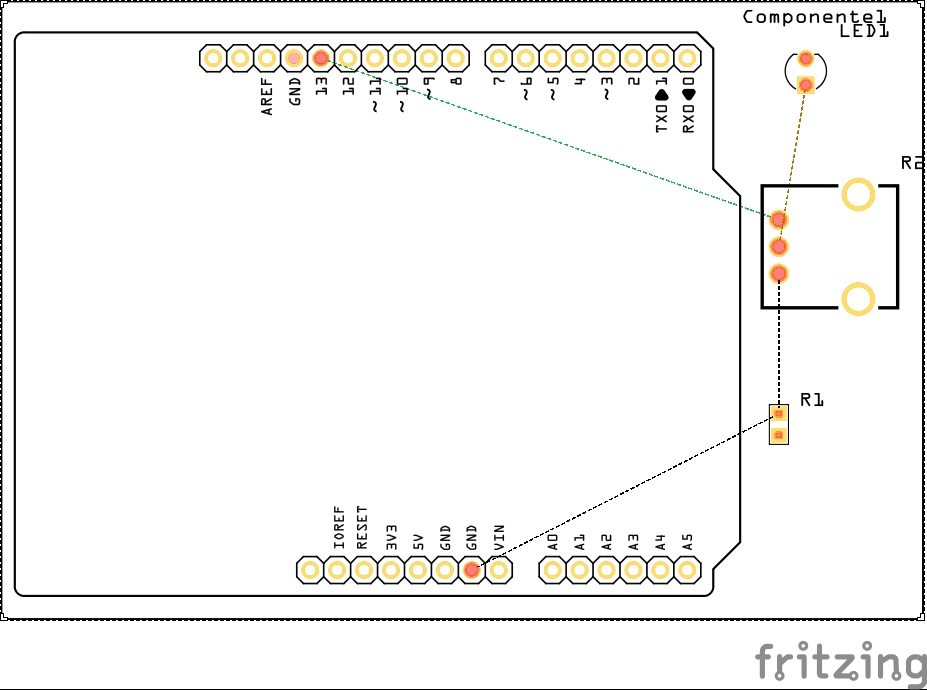 Componente1
LED1
AREF
GND
13
12
~11
~10
~9
8
7
~6
~5
4
~3
2
TX0▶1
RX0◀0
R2
R1
IOREF
RESET
3V3
5V
GND
GND
VIN
A0
A1
A2
A3
A4
A5
fritzing